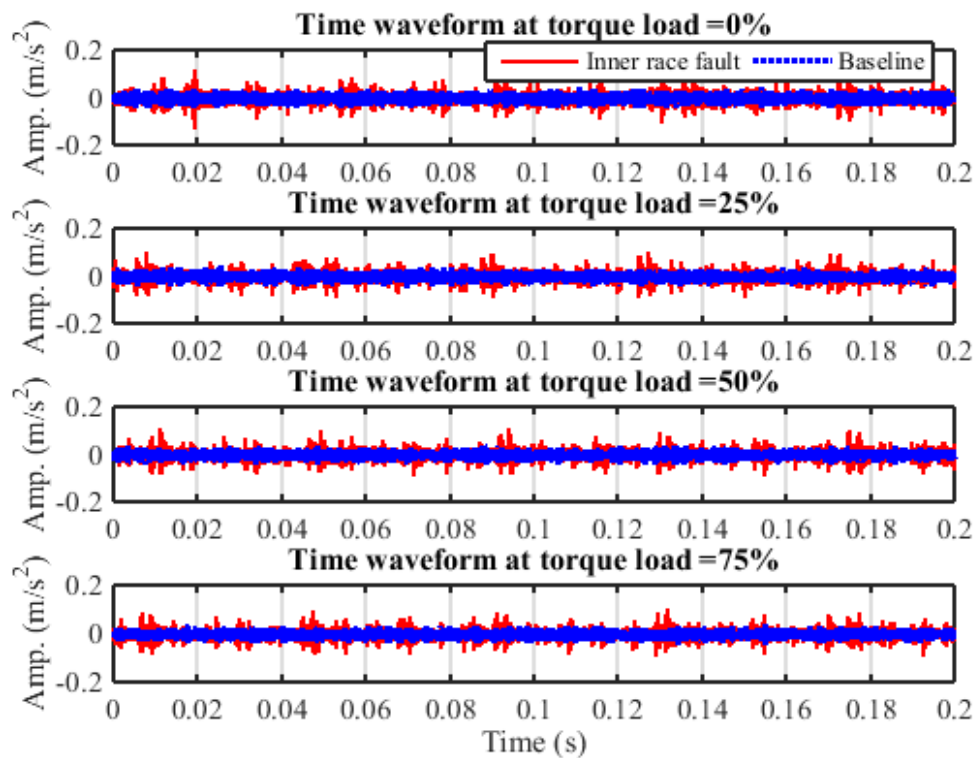 Time waveform at torque load =0%
Amp. (m/s²)
0.2
0
-0.2
Inner race fault Baseline
0 0.02 0.04 0.06 0.08 0.1 0.12 0.14 0.16 0.18 0.2
Time waveform at torque load =25%
Amp. (m/s²)
0.2
0
-0.2
0 0.02 0.04 0.06 0.08 0.1 0.12 0.14 0.16 0.18 0.2
Time waveform at torque load =50%
Amp. (m/s²)
0.2
0
-0.2
0 0.02 0.04 0.06 0.08 0.1 0.12 0.14 0.16 0.18 0.2
Time waveform at torque load =75%
Amp. (m/s²)
0.2
0
-0.2
0 0.02 0.04 0.06 0.08 0.1 0.12 0.14 0.16 0.18 0.2
Time (s)